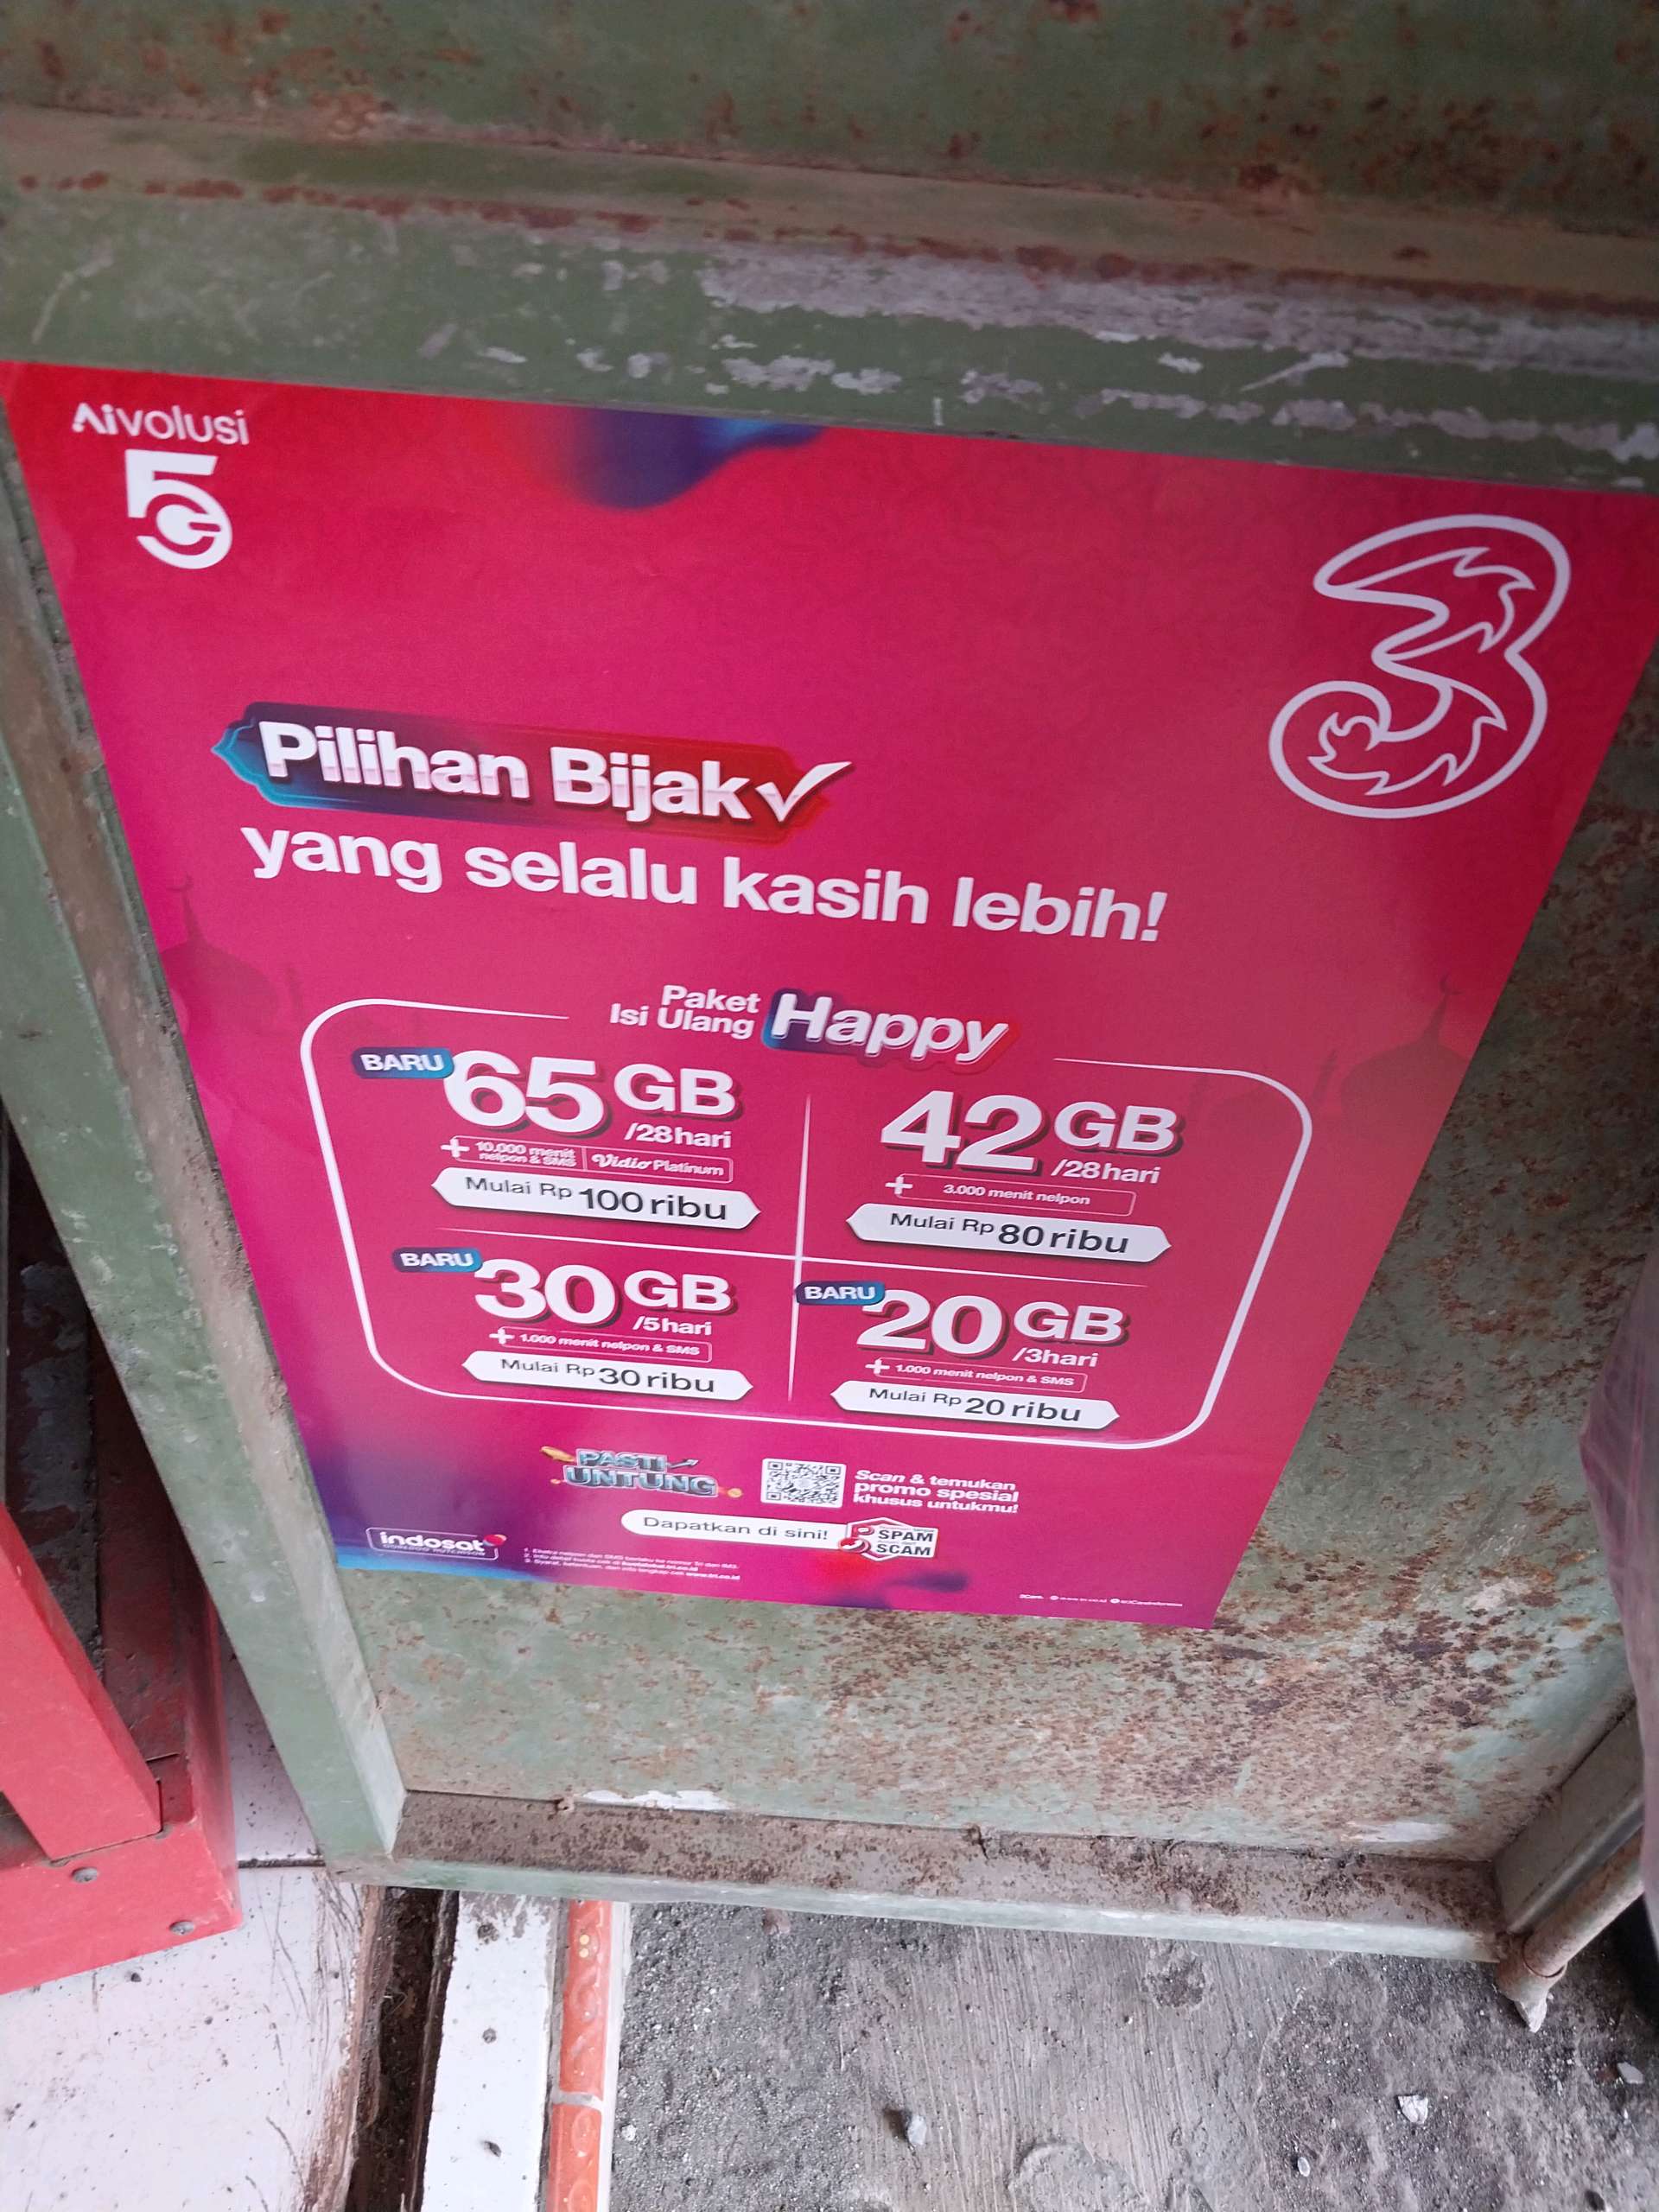 Aivolusi
5G
3
Pilihan Bijak
yang selalu kasih lebih!
Paket
Isi Ulang
Happy
BARU
65 GB
/28hari
+ 10.000 menit
nelpon & SMS
Vidio Platinum
Mulai Rp 100 ribu
42 GB
/28hari
+ 3.000 menit nelpon
Mulai Rp 80 ribu
BARU
30 GB
/5hari
+ 1.000 menit nelpon & SMS
Mulai Rp 30 ribu
BARU
20 GB
/3hari
+ 1.000 menit nelpon & SMS
Mulai Rp 20 ribu
PASTI
UNTUNG
Scan & temukan
promo spesial
khusus untukmu!
Dapatkan di sini!
SPAM
SCAM
indosat
OOREDOO HUTCHISON